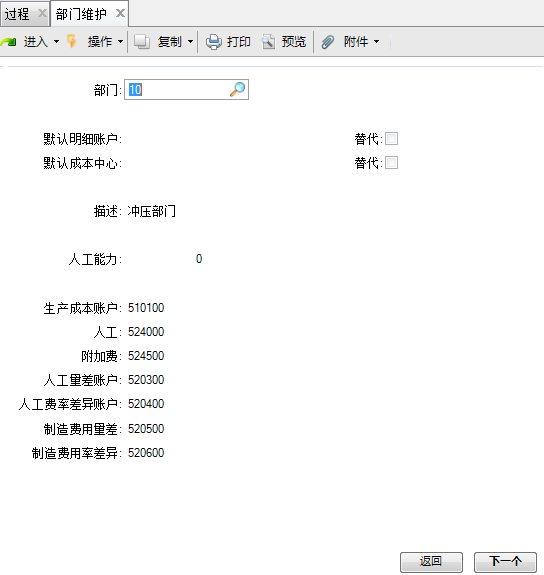 过程 部门维护
进入 操作 复制 打印 预览 附件
部门: 10
默认明细账户: 替代:
默认成本中心: 替代:
描述: 冲压部门
人工能力: 0
生产成本账户: 510100
人工: 524000
附加费: 524500
人工量差账户: 520300
人工费率差异账户: 520400
制造费用量差: 520500
制造费用率差异: 520600
返回 下一个